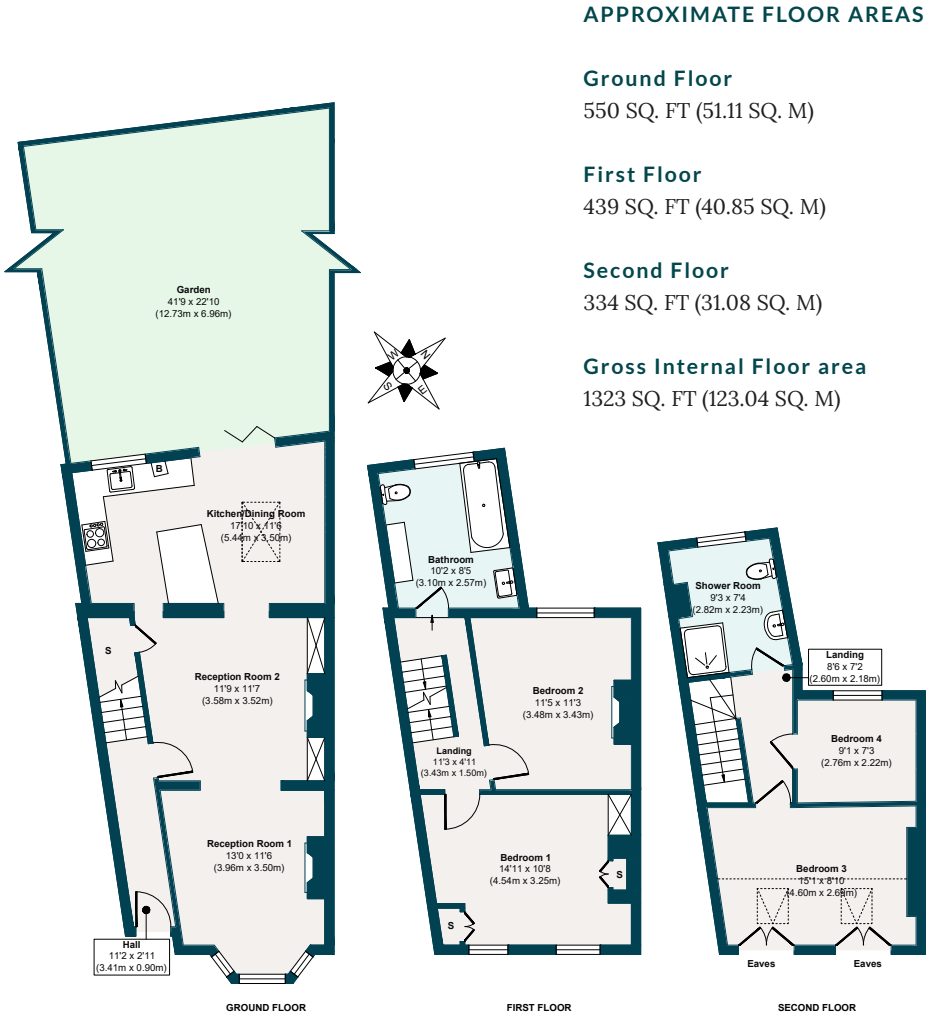 APPROXIMATE FLOOR AREAS
Ground Floor
550 SQ. FT (51.11 SQ. M)
First Floor
439 SQ. FT (40.85 SQ. M)
Second Floor
334 SQ. FT (31.08 SQ. M)
Gross Internal Floor area
1323 SQ. FT (123.04 SQ. M)
Garden
41'9 x 22'10
(12.73m x 6.96m)
W
N
S
E
B
Kitchen/Dining Room
17'10 x 11'6
(5.44m x 3.50m)
S
Reception Room 2
11'9 x 11'7
(3.58m x 3.52m)
Reception Room 1
13'0 x 11'6
(3.96m x 3.50m)
Hall
11'2 x 2'11
(3.41m x 0.90m)
GROUND FLOOR
Bathroom
10'2 x 8'5
(3.10m x 2.57m)
Bedroom 2
11'5 x 11'3
(3.48m x 3.43m)
Landing
11'3 x 4'11
(3.43m x 1.50m)
Bedroom 1
14'11 x 10'8
(4.54m x 3.25m)
S
S
FIRST FLOOR
Shower Room
9'3 x 7'4
(2.82m x 2.23m)
Landing
8'6 x 7'2
(2.60m x 2.18m)
Bedroom 4
9'1 x 7'3
(2.76m x 2.22m)
Bedroom 3
15'1 x 8'10
(4.60m x 2.69m)
Eaves
Eaves
SECOND FLOOR